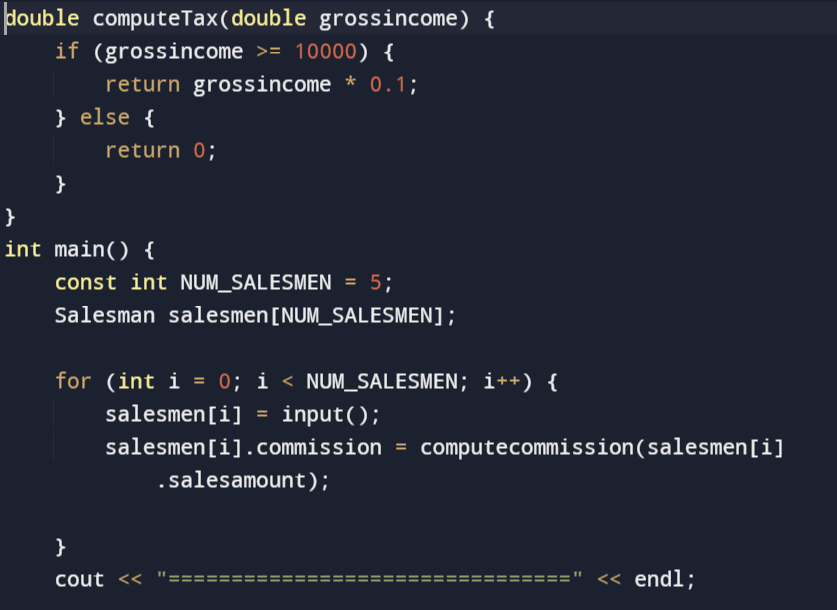 double computeTax(double grossincome) {
    if (grossincome >= 10000) {
        return grossincome * 0.1;
    } else {
        return 0;
    }
}
int main() {
    const int NUM_SALESMEN = 5;
    Salesman salesmen[NUM_SALESMEN];

    for (int i = 0; i < NUM_SALESMEN; i++) {
        salesmen[i] = input();
        salesmen[i].commission = computecommission(salesmen[i]
            .salesamount);

    }
    cout << "================================" << endl;